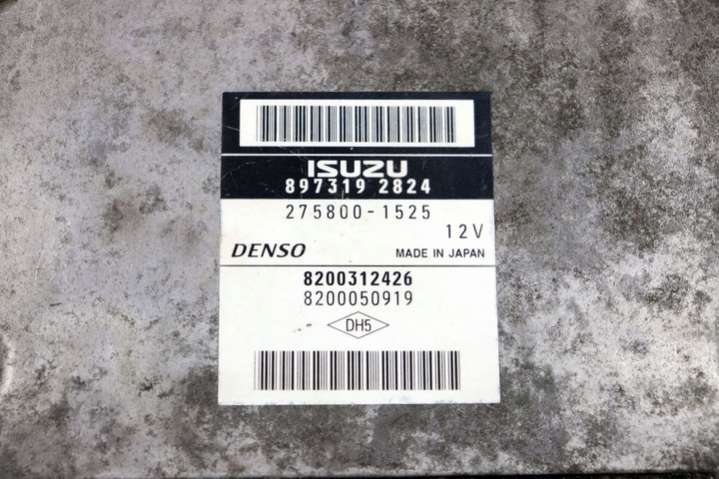 ISUZU
897319 2824
275800-1525
12V
DENSO MADE IN JAPAN
8200312426
8200050919
DH5